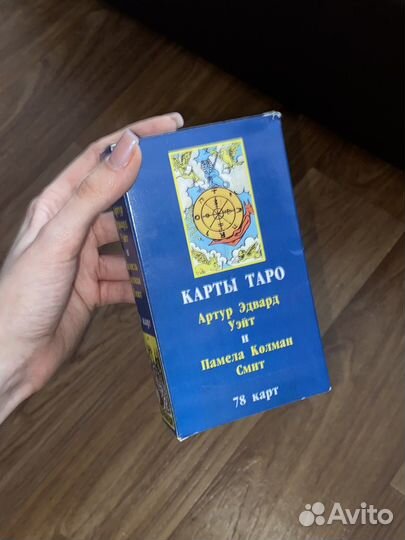 КАРТЫ ТАРО
Артур Эдвард
Уэйт
и
Памела Колман
Смит
78 карт
Avito